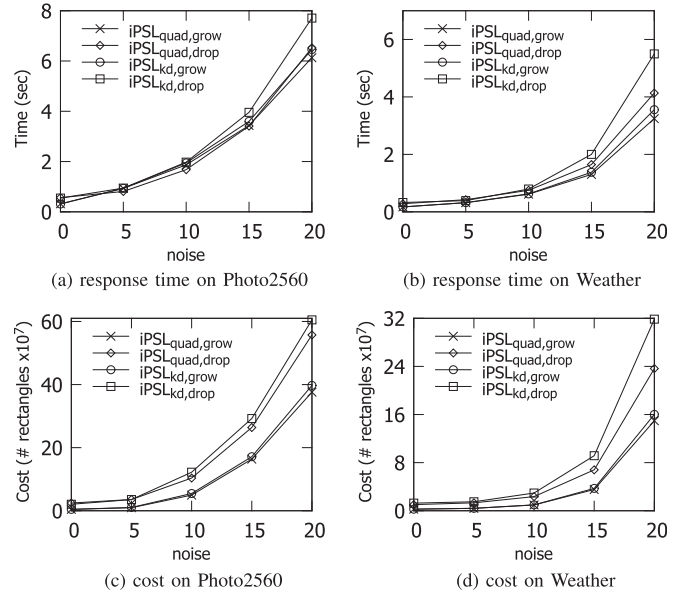 8
6
4
2
0
Time (sec)
iPSLquad,grow
iPSLquad,drop
iPSLkd,grow
iPSLkd,drop
0 5 10 15 20
noise
(a) response time on Photo2560
6
4
2
0
Time (sec)
iPSLquad,grow
iPSLquad,drop
iPSLkd,grow
iPSLkd,drop
0 5 10 15 20
noise
(b) response time on Weather
60
40
20
0
Cost (# rectangles x10⁷)
iPSLquad,grow
iPSLquad,drop
iPSLkd,grow
iPSLkd,drop
0 5 10 15 20
noise
(c) cost on Photo2560
32
24
16
8
0
Cost (# rectangles x10⁷)
iPSLquad,grow
iPSLquad,drop
iPSLkd,grow
iPSLkd,drop
0 5 10 15 20
noise
(d) cost on Weather